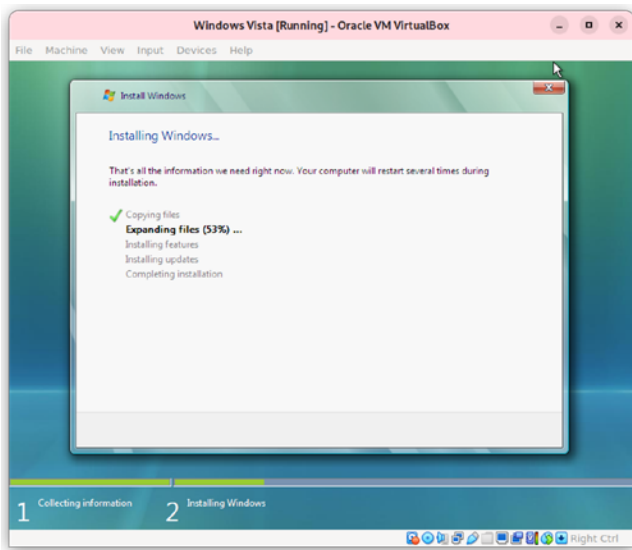 Windows Vista [Running] - Oracle VM VirtualBox
File Machine View Input Devices Help
Install Windows
Installing Windows...
That's all the information we need right now. Your computer will restart several times during
installation.
Copying files
Expanding files (53%) ...
Installing features
Installing updates
Completing installation
1 Collecting information 2 Installing Windows
Right Ctrl